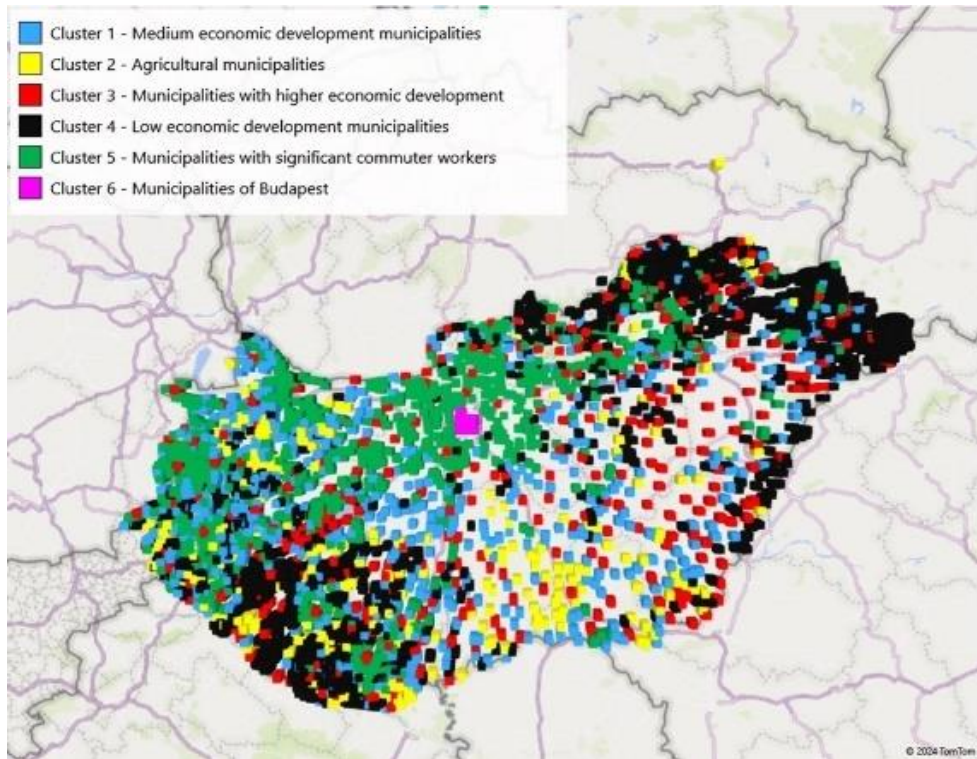 Cluster 1 - Medium economic development municipalities
Cluster 2 - Agricultural municipalities
Cluster 3 - Municipalities with higher economic development
Cluster 4 - Low economic development municipalities
Cluster 5 - Municipalities with significant commuter workers
Cluster 6 - Municipalities of Budapest
© 2024 TomTom